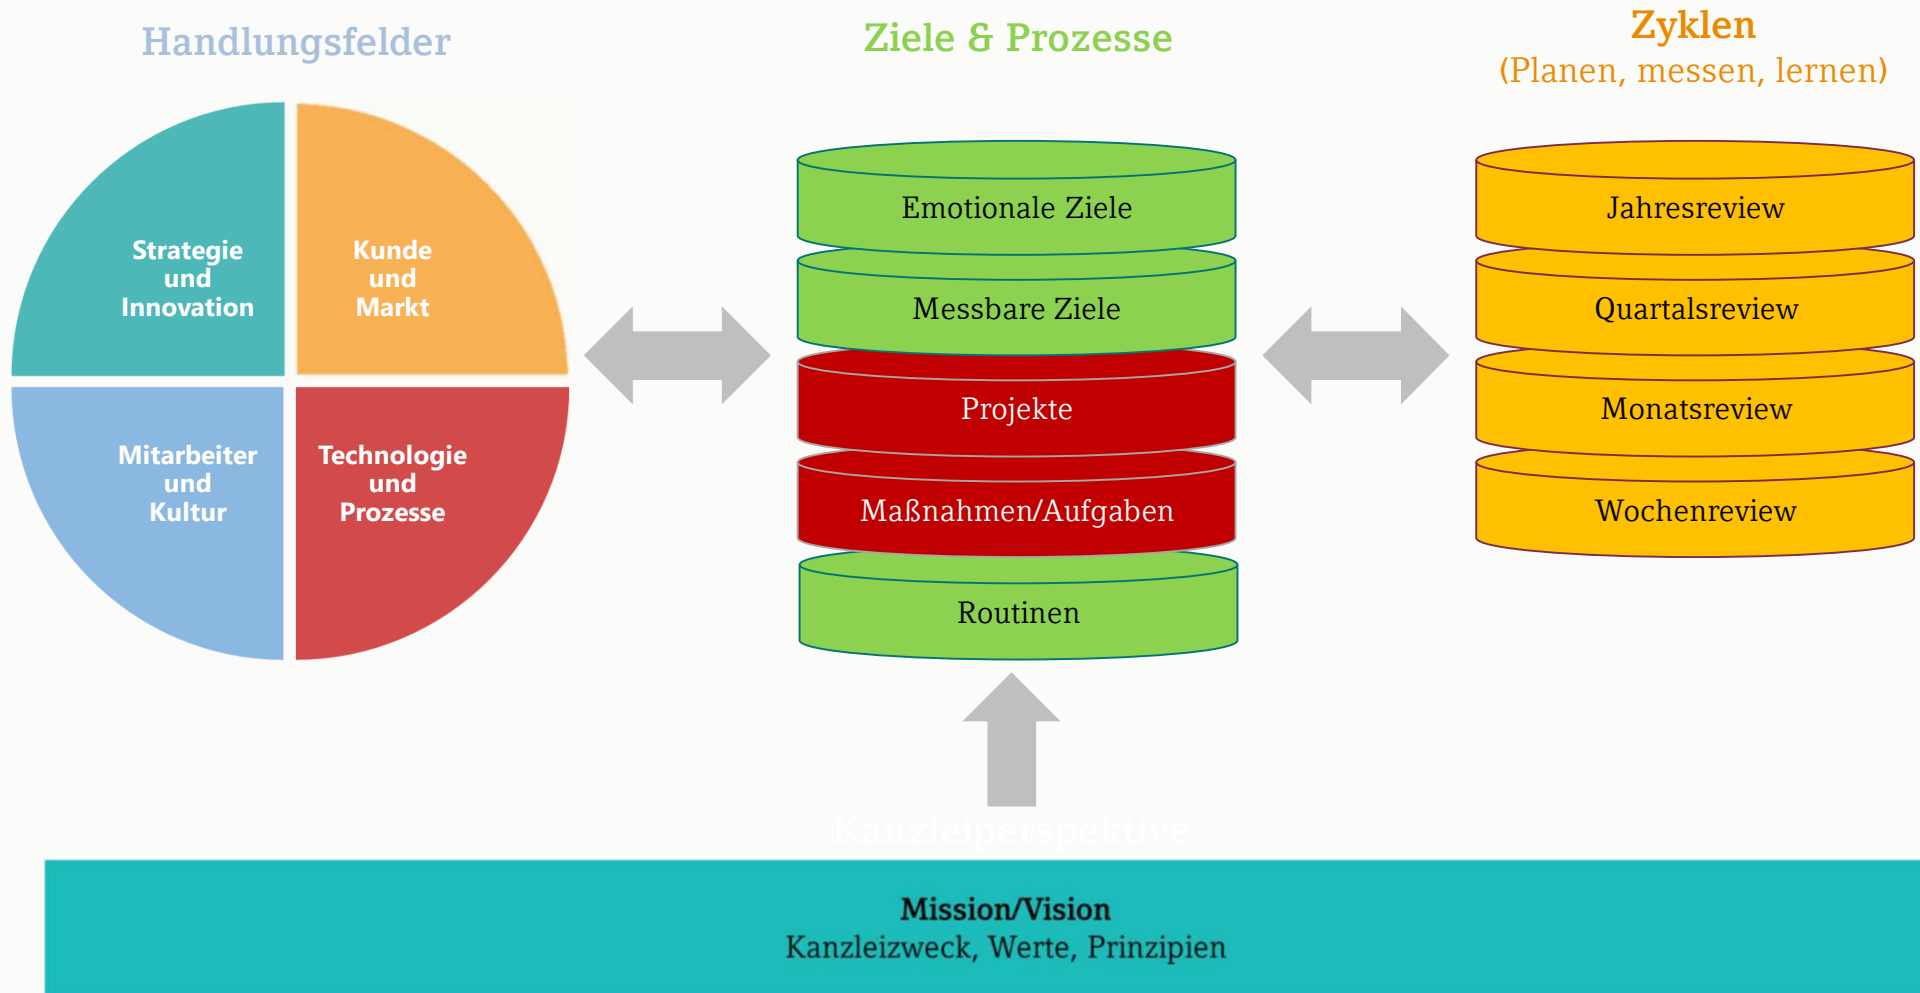 Handlungsfelder
Strategie
und
Innovation
Kunde
und
Markt
Mitarbeiter
und
Kultur
Technologie
und
Prozesse
Ziele & Prozesse
Emotionale Ziele
Messbare Ziele
Projekte
Maßnahmen/Aufgaben
Routinen
Zyklen
(Planen, messen, lernen)
Jahresreview
Quartalsreview
Monatsreview
Wochenreview
Kanzleiperspektive
Mission/Vision
Kanzleizweck, Werte, Prinzipien